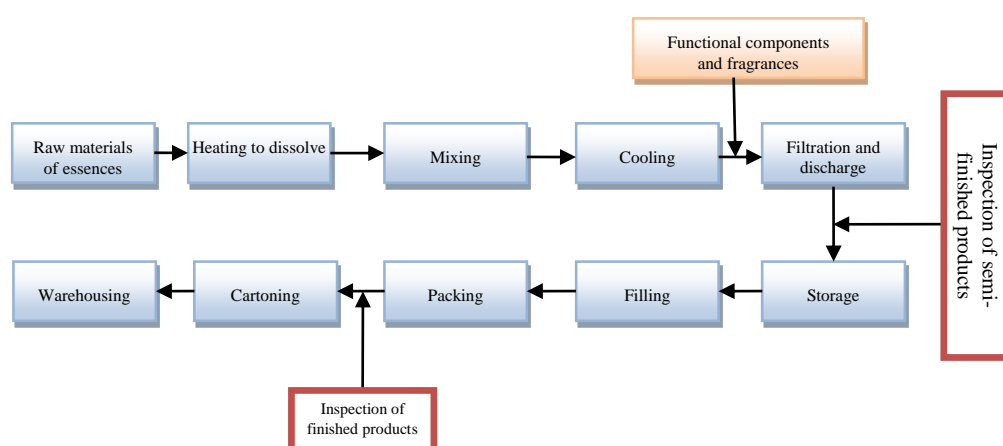 Functional components
and fragrances
Raw materials
of essences
Heating to dissolve
Mixing
Cooling
Filtration and
discharge
Inspection of semi-
finished products
Warehousing
Cartoning
Packing
Filling
Storage
Inspection of
finished products